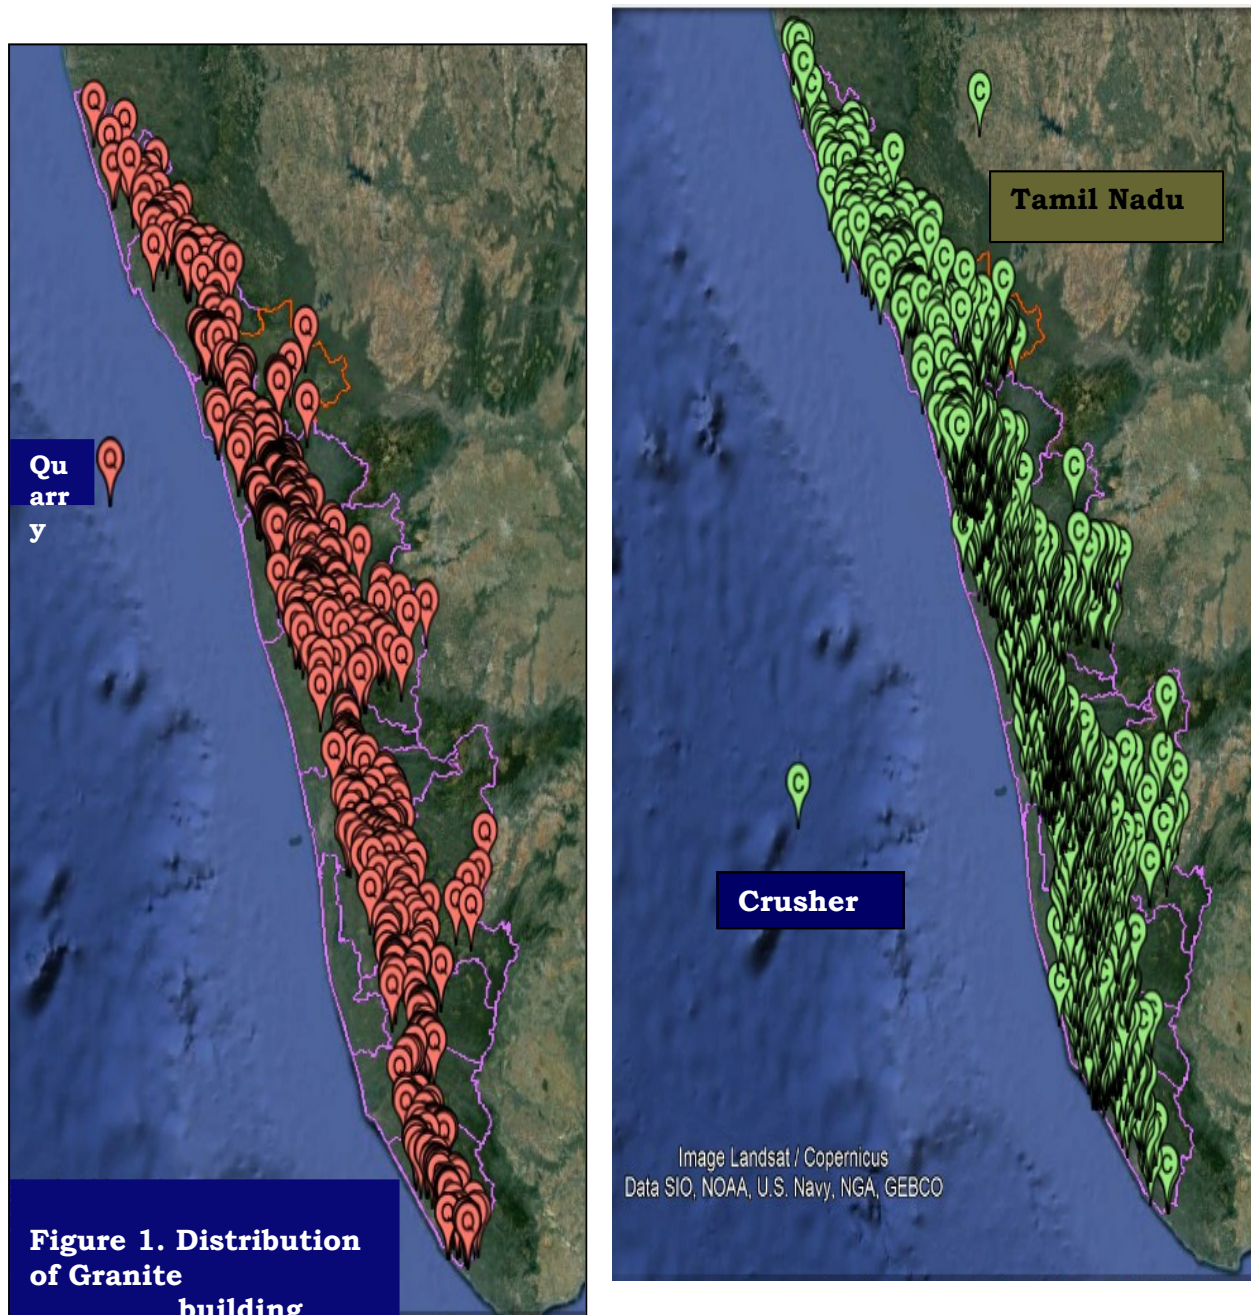 Qu
arr
y
Figure 1. Distribution
of Granite
building
Tamil Nadu
Crusher
Image Landsat / Copernicus
Data SIO, NOAA, U.S. Navy, NGA, GEBCO